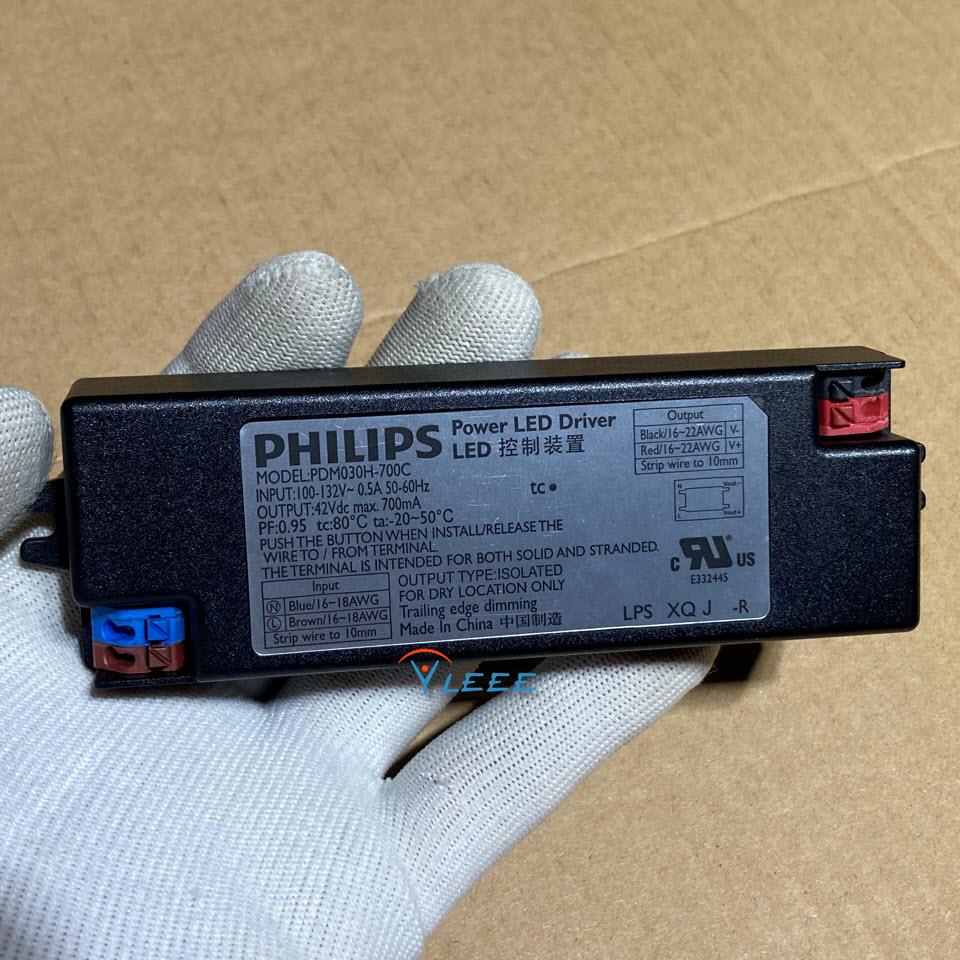 PHILIPS
Power LED Driver
LED 控制装置
MODEL:PDM030H-700C
INPUT:100-132V~ 0.5A 50-60Hz
OUTPUT:42Vdc max. 700mA
PF:0.95 tc:80°C ta:-20~50°C
tc •
PUSH THE BUTTON WHEN INSTALL/RELEASE THE
WIRE TO / FROM TERMINAL.
THE TERMINAL IS INTENDED FOR BOTH SOLID AND STRANDED.
Input
N Blue/16~18AWG
L Brown/16~18AWG
Strip wire to 10mm
OUTPUT TYPE:ISOLATED
FOR DRY LOCATION ONLY
Trailing edge dimming
Made In China 中国制造
Output
Black/16~22AWG V-
Red/16~22AWG V+
Strip wire to 10mm
N Vout-
L Vout+
c RU US
E332445
LPS XQ J -R
YLEEE